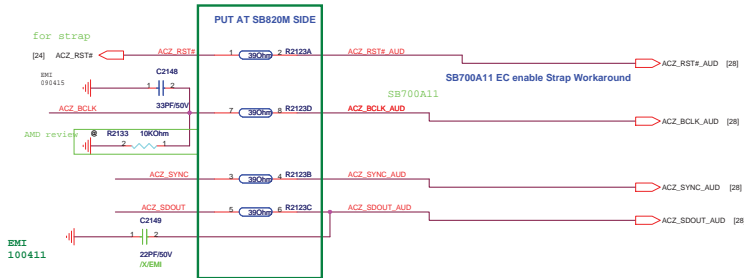 PUT AT SB820M SIDE
for strap
[24] ACZ_RST#
ACZ_RST#
1 39Ohm 2 R2123A
ACZ_RST#_AUD
ACZ_RST#_AUD [28]
EMI
090415
C2148
1 2
33PF/50V
SB700A11 EC enable Strap Workaround
SB700A11
ACZ_BCLK
7 39Ohm 8 R2123D
ACZ_BCLK_AUD
ACZ_BCLK_AUD [28]
AMD review
@ R2133 10KOhm
2 1
ACZ_SYNC
3 39Ohm 4 R2123B
ACZ_SYNC_AUD
ACZ_SYNC_AUD [28]
ACZ_SDOUT
5 39Ohm 6 R2123C
ACZ_SDOUT_AUD
ACZ_SDOUT_AUD [28
C2149
1 2
22PF/50V
/X/EMI
EMI
100411